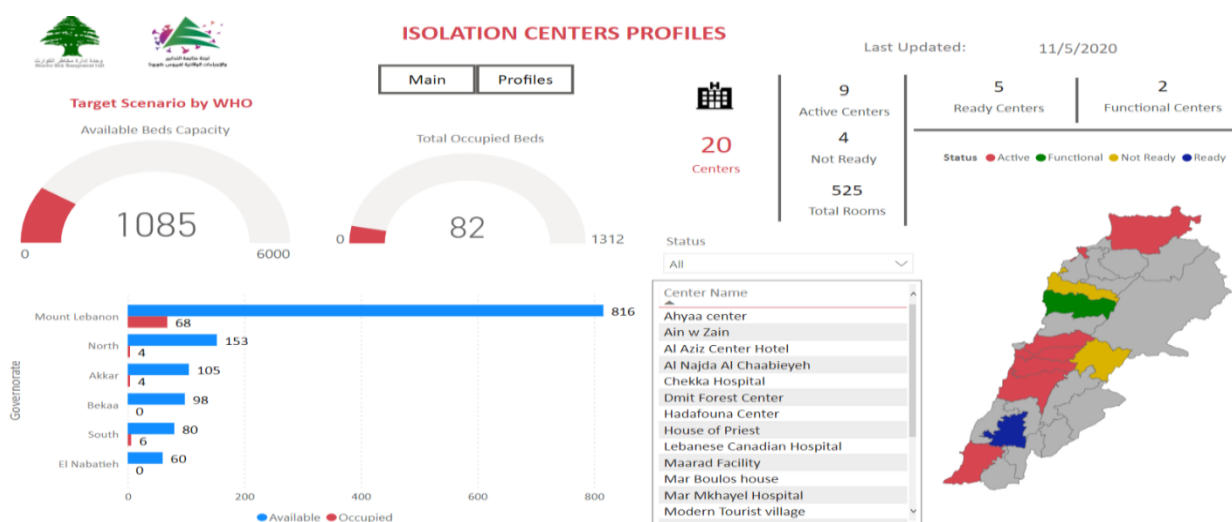 وحدة إدارة مخاطر الكوارث
ISOLATION CENTERS PROFILES
Last Updated: 11/5/2020
Main
Profiles
Target Scenario by WHO
Available Beds Capacity
1085
0
6000
Total Occupied Beds
82
0
1312
20
Centers
9
Active Centers
4
Not Ready
525
Total Rooms
5
Ready Centers
2
Functional Centers
Status Active Functional Not Ready Ready
Status
All
Center Name
Ahyaa center
Ain w Zain
Al Aziz Center Hotel
Al Najda Al Chaabieyeh
Chekka Hospital
Dmit Forest Center
Hadafouna Center
House of Priest
Lebanese Canadian Hospital
Maarad Facility
Mar Boulos house
Mar Mkhayel Hospital
Modern Tourist village
Governorate
Mount Lebanon 816
68
North 153
4
Akkar 105
4
Bekaa 98
0
South 80
6
El Nabatieh 60
0
0 200 400 600 800
Available Occupied